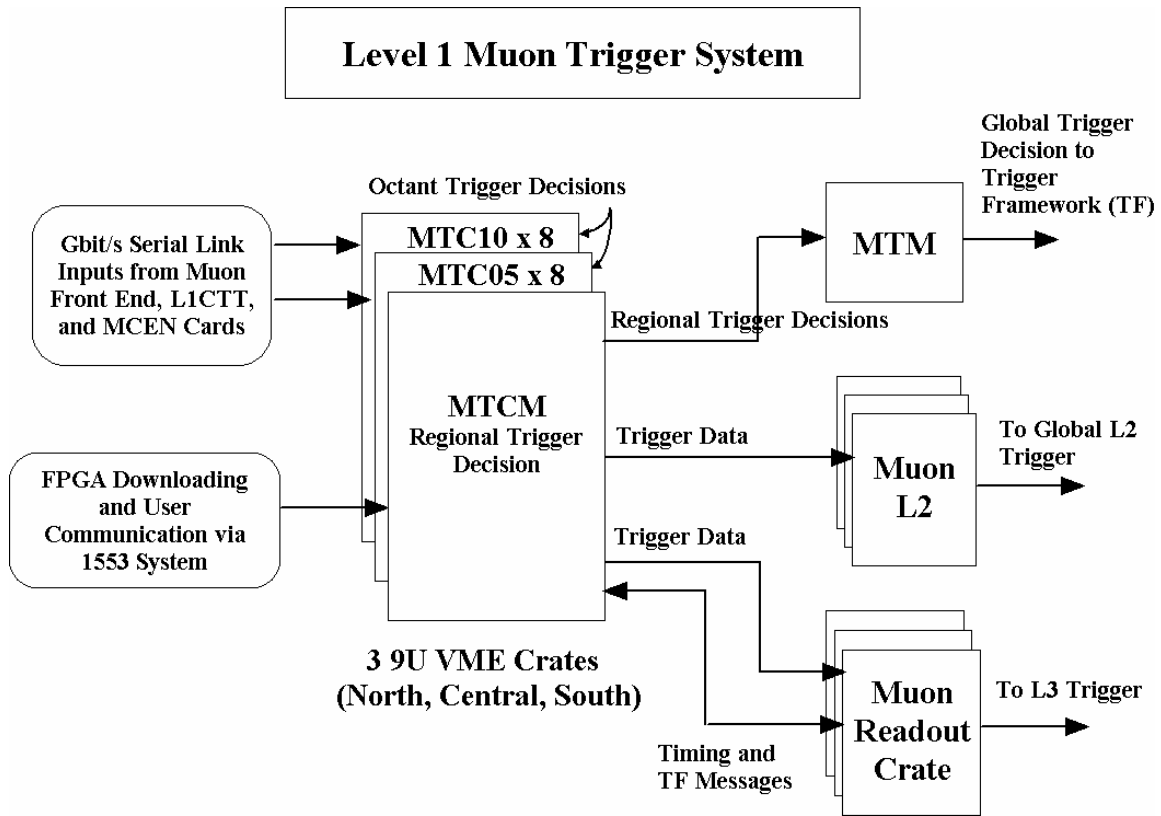 Level 1 Muon Trigger System
Global Trigger
Decision to
Trigger
Framework (TF)
Octant Trigger Decisions
Gbit/s Serial Link
Inputs from Muon
Front End, L1CTT,
and MCEN Cards
MTC10 x 8
MTC05 x 8
MTM
Regional Trigger Decisions
MTCM
Regional Trigger
Decision
Trigger Data
Muon
L2
To Global L2
Trigger
FPGA Downloading
and User
Communication via
1553 System
Trigger Data
3 9U VME Crates
(North, Central, South)
Timing and
TF Messages
Muon
Readout
Crate
To L3 Trigger